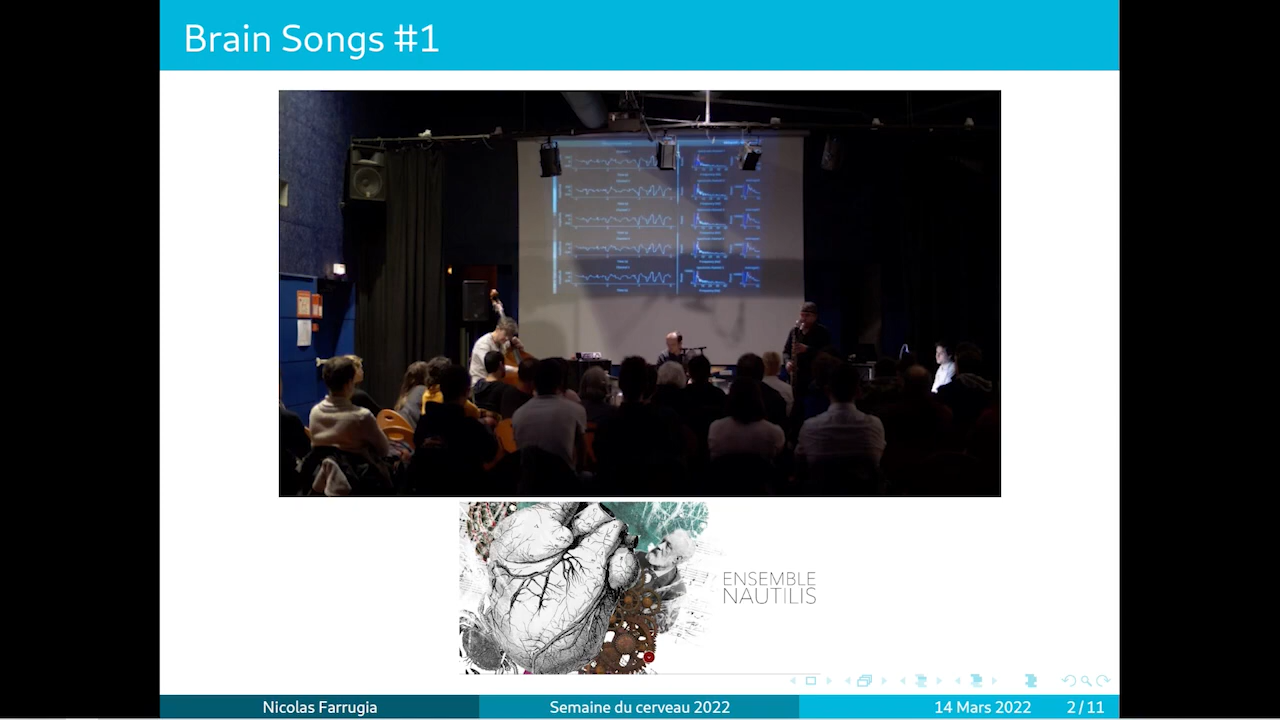 Brain Songs #1
ENSEMBLE
NAUTILIS
Nicolas Farrugia
Semaine du cerveau 2022
14 Mars 2022
2 / 11